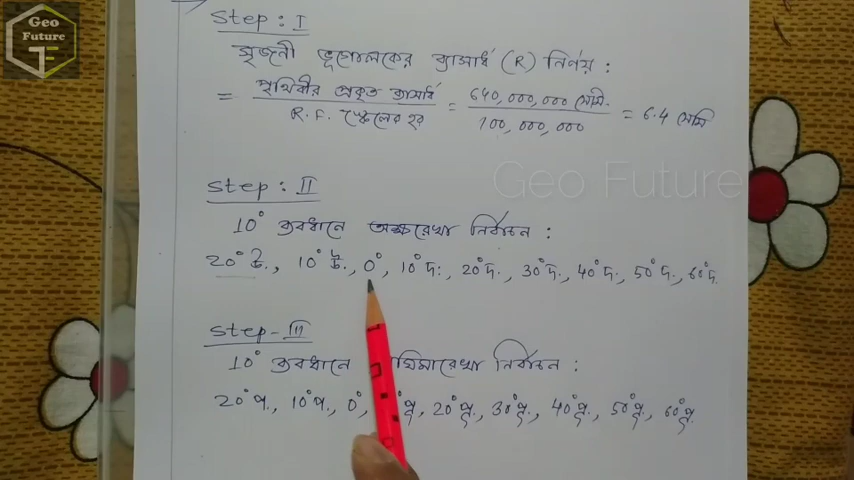 Geo
Future
Step : I
সৃজনী ভূগোলকের ব্যাসার্ধ (R) নির্ণয় :
= পৃথিবীর প্রকৃত ব্যাসার্ধ / R.F. স্কেলের হর = 640,000,000 সেমি. / 100,000,000 = 6.4 সেমি
Geo Future
Step : II
10° ব্যবধানে অক্ষরেখা নির্বাচন :
20° উ., 10° উ., 0°, 10° দ., 20° দ., 30° দ., 40° দ., 50° দ., 60° দ.
Step - III
10° ব্যবধানে নির্বাচন :
20° প., 10° প., 0°, 20° পূ., 30° পূ., 40° পূ., 50° পূ., 60° পূ.